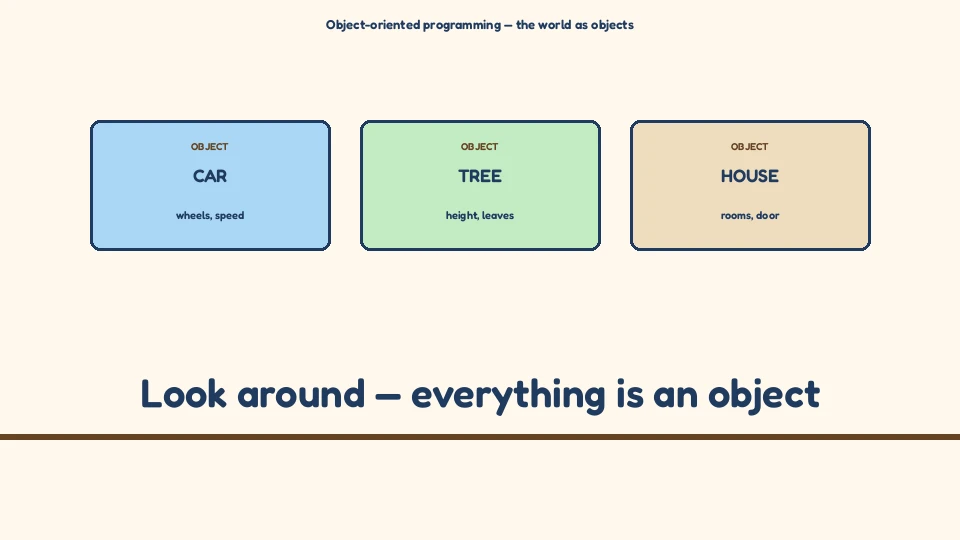 Object-oriented programming — the world as objects
OBJECT
CAR
wheels, speed
OBJECT
TREE
height, leaves
OBJECT
HOUSE
rooms, door
Look around — everything is an object